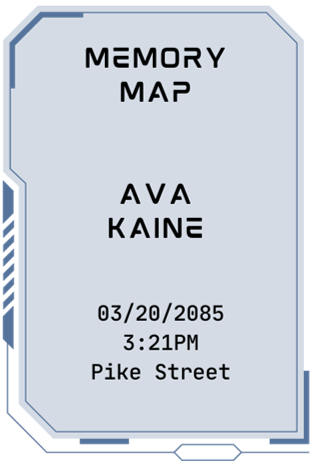 MEMORY
MAP
AVA
KAINE
03/20/2085
3:21PM
Pike Street